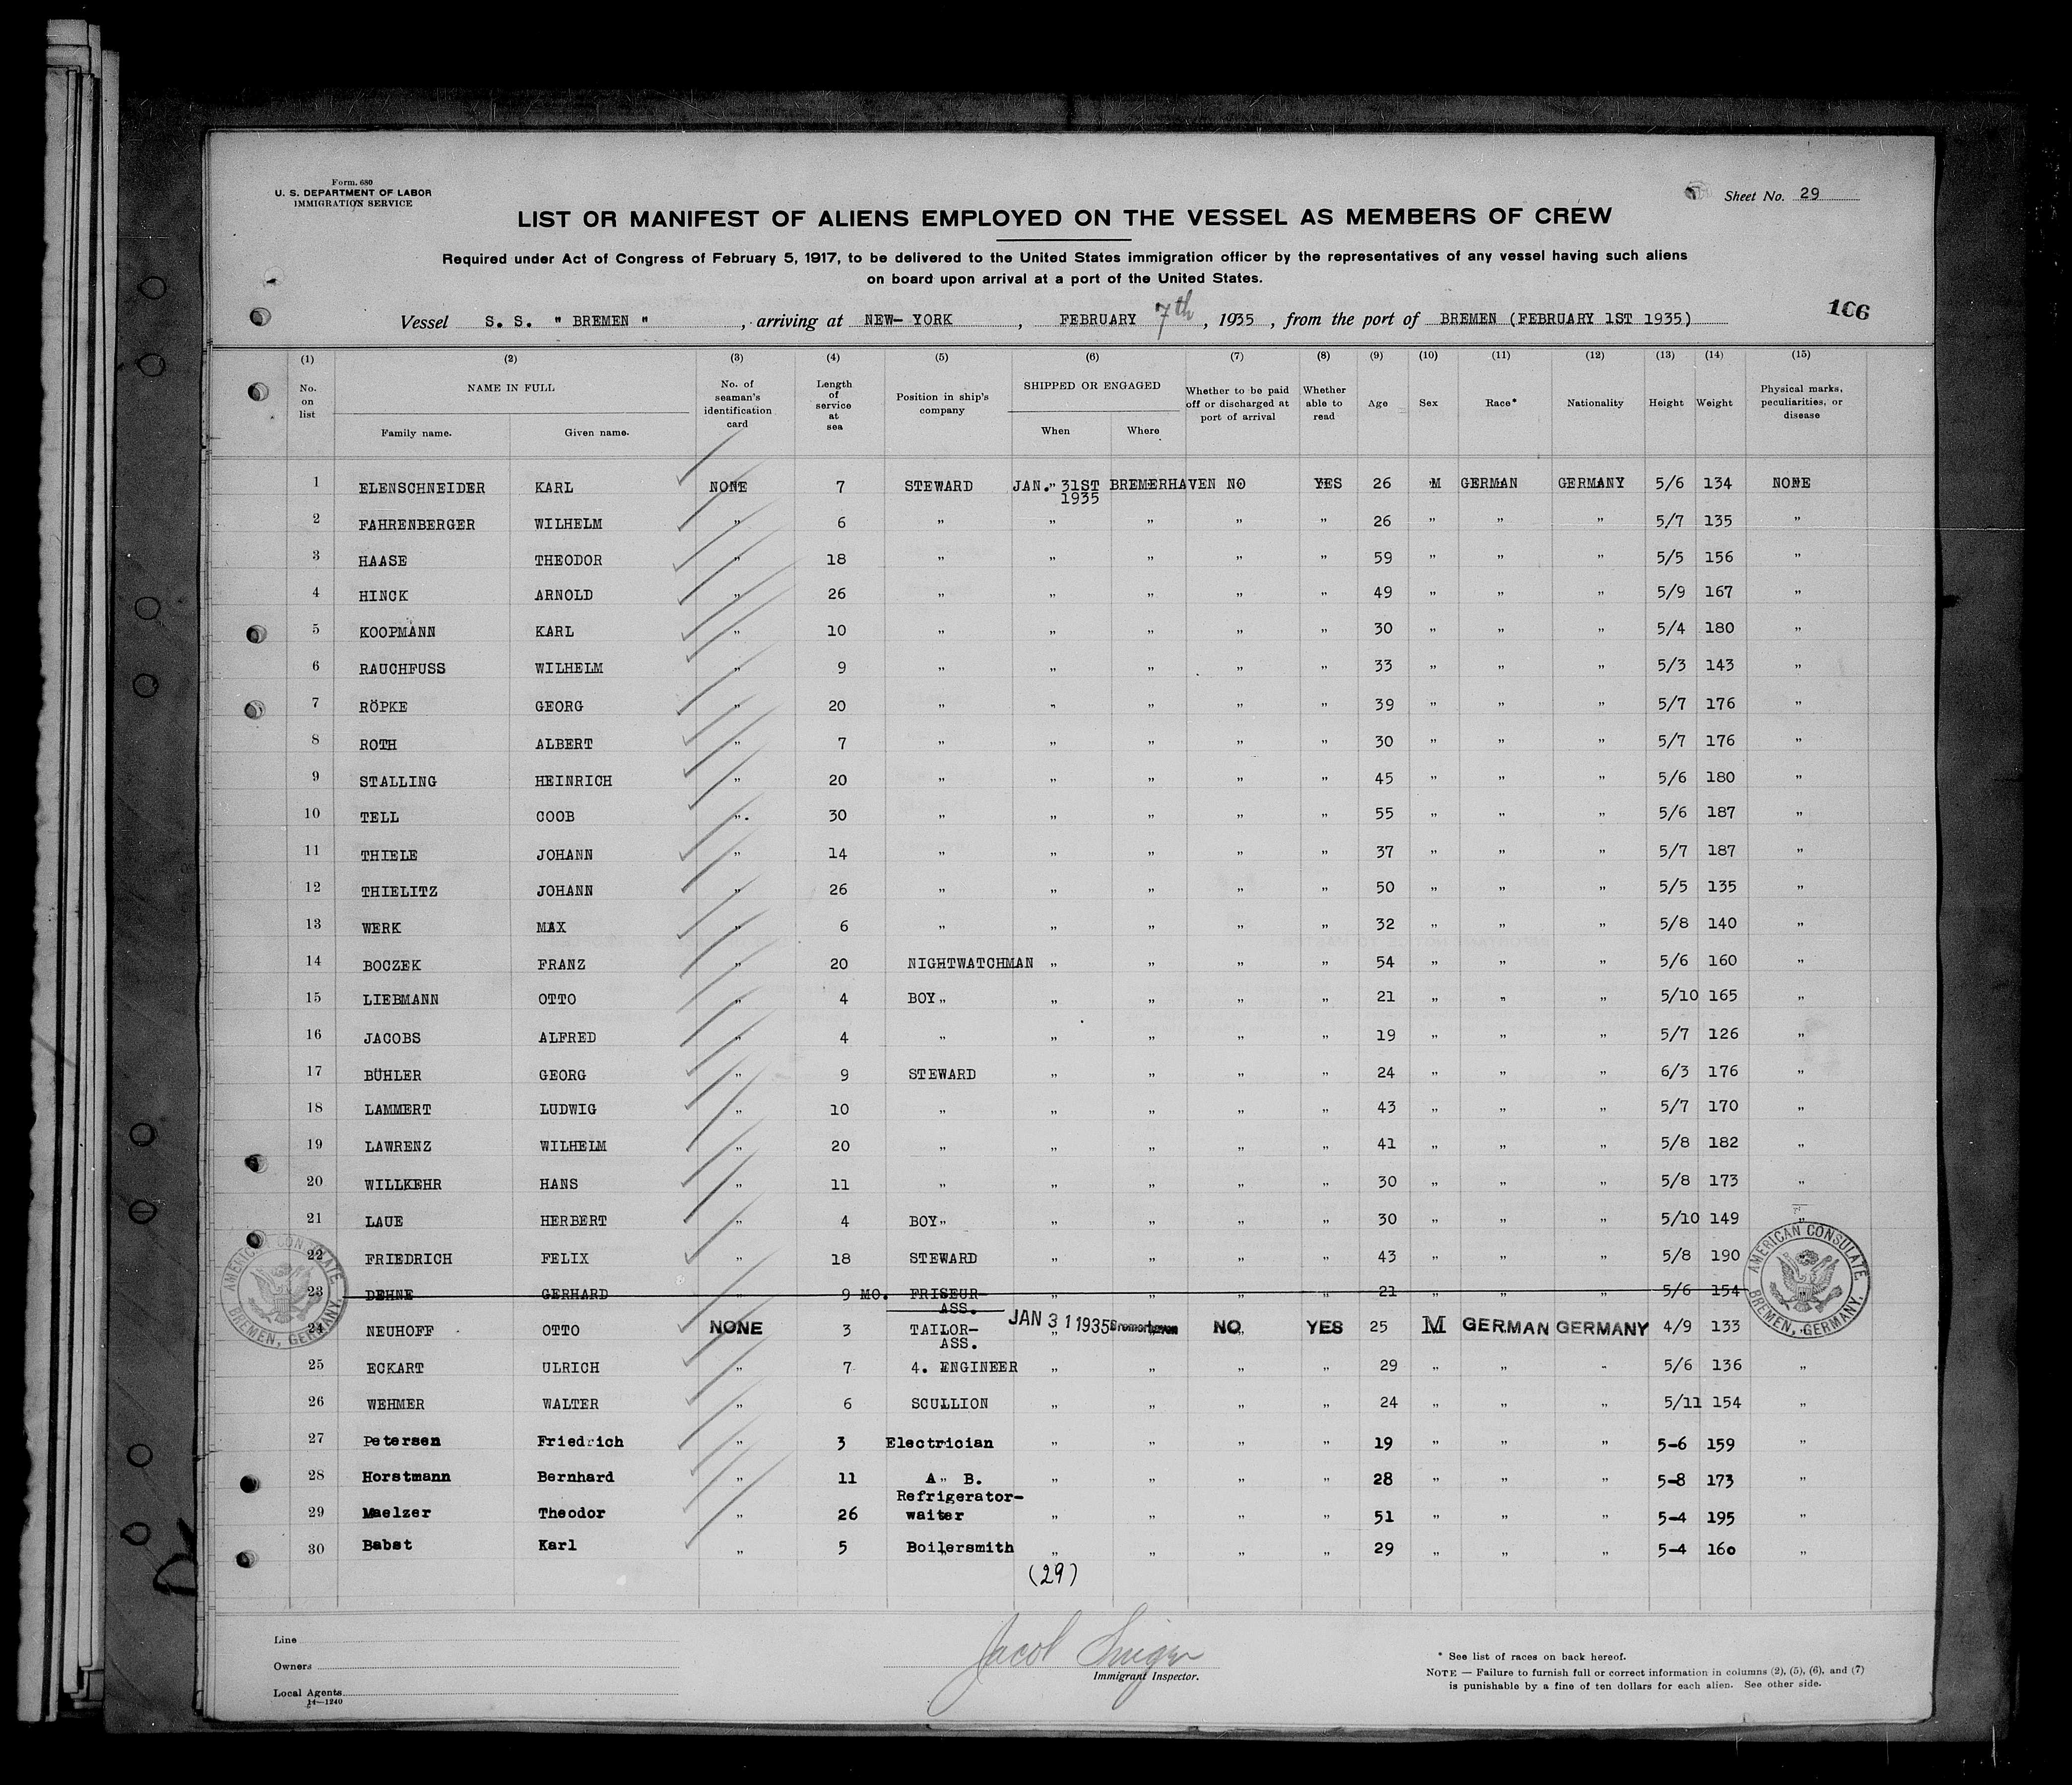 Form. 680
U. S. DEPARTMENT OF LABOR
IMMIGRATION SERVICE
Sheet No. 29
LIST OR MANIFEST OF ALIENS EMPLOYED ON THE VESSEL AS MEMBERS OF CREW
Required under Act of Congress of February 5, 1917, to be delivered to the United States immigration officer by the representatives of any vessel having such aliens
on board upon arrival at a port of the United States.
106
Vessel S. S. " BREMEN " , arriving at NEW- YORK , FEBRUARY 7th , 1935 , from the port of BREMEN (FEBRUARY 1ST 1935)
(1) (2) (3) (4) (5) (6) (7) (8) (9) (10) (11) (12) (13) (14) (15)
No. on list NAME IN FULL Family name. Given name. No. of seaman's identification card Length of service at sea Position in ship's company SHIPPED OR ENGAGED When Where Whether to be paid off or discharged at port of arrival Whether able to read Age Sex Race* Nationality Height Weight Physical marks, peculiarities, or disease
1 ELENSCHNEIDER KARL NONE 7 STEWARD JAN. " 31ST 1935 BREMERHAVEN NO YES 26 M GERMAN GERMANY 5/6 134 NONE
2 FAHRENBERGER WILHELM " 6 " " " " " 26 " " " 5/7 135 "
3 HAASE THEODOR " 18 " " " " " 59 " " " 5/5 156 "
4 HINCK ARNOLD " 26 " " " " " 49 " " " 5/9 167 "
5 KOOPMANN KARL " 10 " " " " " 30 " " " 5/4 180 "
6 RAUCHFUSS WILHELM " 9 " " " " " 33 " " " 5/3 143 "
7 RÖPKE GEORG " 20 " " " " " 39 " " " 5/7 176 "
8 ROTH ALBERT " 7 " " " " " 30 " " " 5/7 176 "
9 STALLING HEINRICH " 20 " " " " " 45 " " " 5/6 180 "
10 TELL COOB " 30 " " " " " 55 " " " 5/6 187 "
11 THIELE JOHANN " 14 " " " " " 37 " " " 5/7 187 "
12 THIELITZ JOHANN " 26 " " " " " 50 " " " 5/5 135 "
13 WERK MAX " 6 " " " " " 32 " " " 5/8 140 "
14 BOCZEK FRANZ " 20 NIGHTWATCHMAN " " " " 54 " " " 5/6 160 "
15 LIEBMANN OTTO " 4 BOY " " " " " 21 " " " 5/10 165 "
16 JACOBS ALFRED " 4 " " " " " 19 " " " 5/7 126 "
17 BÜHLER GEORG " 9 STEWARD " " " " 24 " " " 6/3 176 "
18 LAMMERT LUDWIG " 10 " " " " " 43 " " " 5/7 170 "
19 LAWRENZ WILHELM " 20 " " " " " 41 " " " 5/8 182 "
20 WILLKEHR HANS " 11 " " " " " 30 " " " 5/8 173 "
21 LAUE HERBERT " 4 BOY " " " " " 30 " " " 5/10 149 "
22 FRIEDRICH FELIX " 18 STEWARD " " " " 43 " " " 5/8 190
23 DEHNE GERHARD " 9 MO. FRISEUR- ASS. " " " " 21 " " " 5/6 154
24 NEUHOFF OTTO NONE 3 TAILOR- ASS. JAN 31 1935 Bremerhaven NO YES 25 M GERMAN GERMANY 4/9 133 "
25 ECKART ULRICH " 7 4. ENGINEER " " " " 29 " " " 5/6 136 "
26 WEHMER WALTER " 6 SCULLION " " " " 24 " " " 5/11 154 "
27 Petersen Friedrich " 3 Electrician " " " " 19 " " " 5-6 159 "
28 Horstmann Bernhard " 11 A " B. " " " " 28 " " " 5-8 173 "
29 Maelzer Theodor " 26 Refrigerator- waiter " " " " 51 " " " 5-4 195 "
30 Babst Karl " 5 Boilersmith " " " " 29 " " " 5-4 160 "
(29)
AMERICAN CONSULATE, BREMEN, GERMANY.
AMERICAN CONSULATE, BREMEN, GERMANY.
Line
Owners
Local Agents
14—1240
Jacob
Immigrant Inspector.
* See list of races on back hereof.
NOTE — Failure to furnish full or correct information in columns (2), (5), (6), and (7)
is punishable by a fine of ten dollars for each alien. See other side.